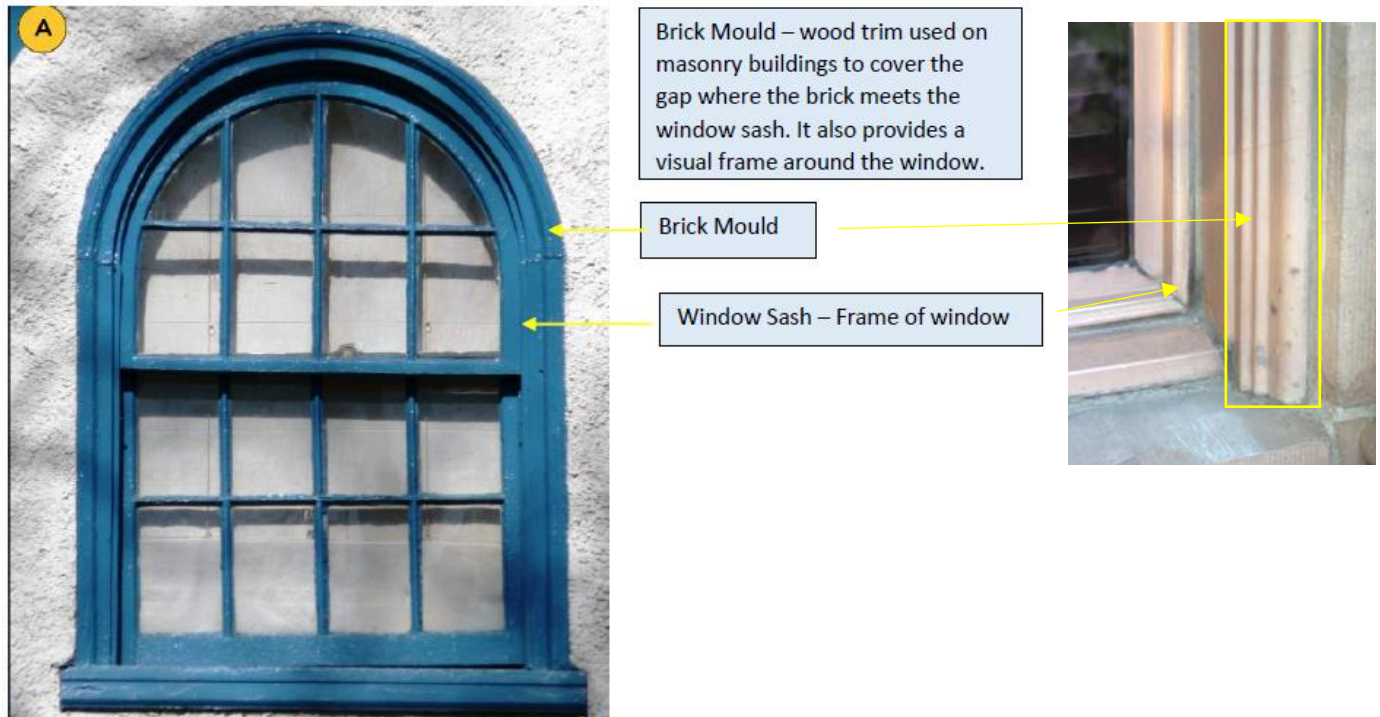 A
Brick Mould – wood trim used on
masonry buildings to cover the
gap where the brick meets the
window sash. It also provides a
visual frame around the window.
Brick Mould
Window Sash – Frame of window